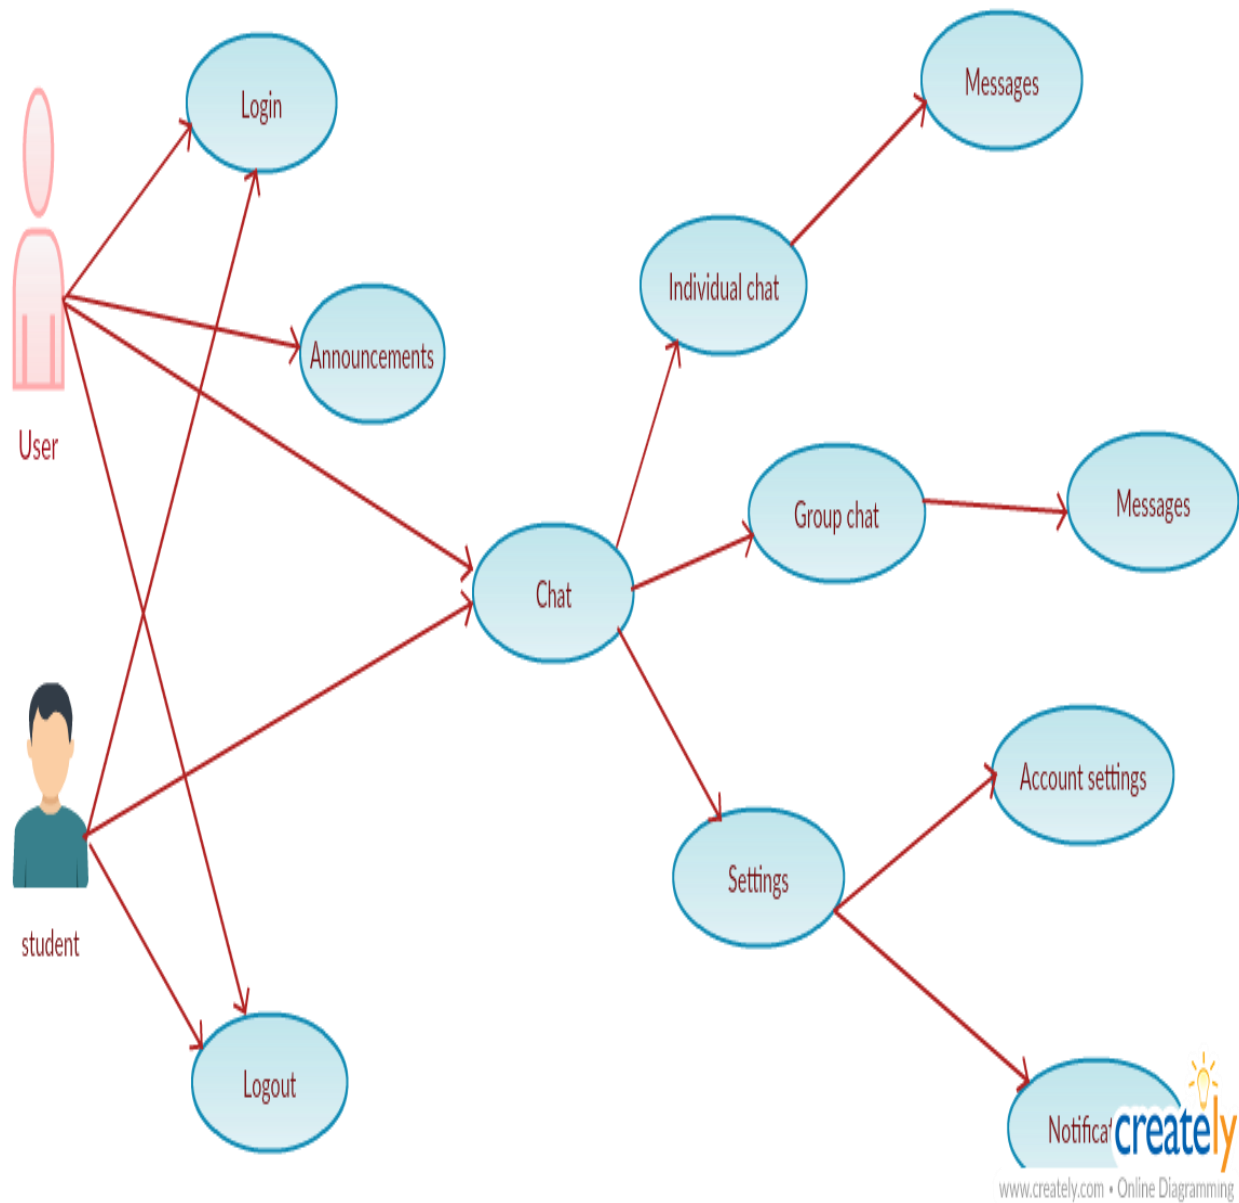 Login
Messages
Individual chat
Announcements
User
Group chat
Messages
Chat
Account settings
Settings
student
Logout
creately
www.creately.com • Online Diagramming